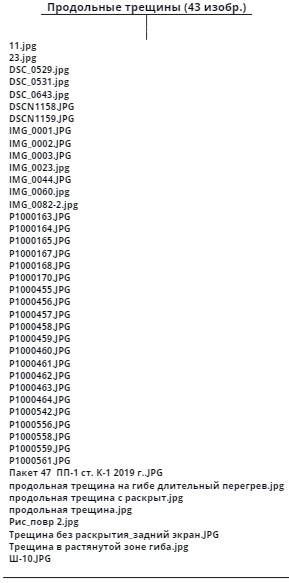 Продольные трещины (43 изобр.)
11.jpg
23.jpg
DSC_0529.jpg
DSC_0531.jpg
DSC_0643.jpg
DSCN1158.JPG
DSCN1159.JPG
IMG_0001.JPG
IMG_0002.JPG
IMG_0003.JPG
IMG_0023.jpg
IMG_0044.JPG
IMG_0060.jpg
IMG_0082-2.jpg
P1000163.JPG
P1000164.JPG
P1000165.JPG
P1000167.JPG
P1000168.JPG
P1000170.JPG
P1000455.JPG
P1000456.JPG
P1000457.JPG
P1000458.JPG
P1000459.JPG
P1000460.JPG
P1000461.JPG
P1000462.JPG
P1000463.JPG
P1000464.JPG
P1000542.JPG
P1000556.JPG
P1000558.JPG
P1000559.JPG
P1000561.JPG
Пакет 47  ПП-1 ст. К-1 2019 г..JPG
продольная трещина на гибе длительный перегрев.jpg
продольная трещина с раскрыт.jpg
продольная трещина.jpg
Рис_повр 2.jpg
Трещина без раскрытия_задний экран.JPG
Трещина в растянутой зоне гиба.jpg
Ш-10.JPG